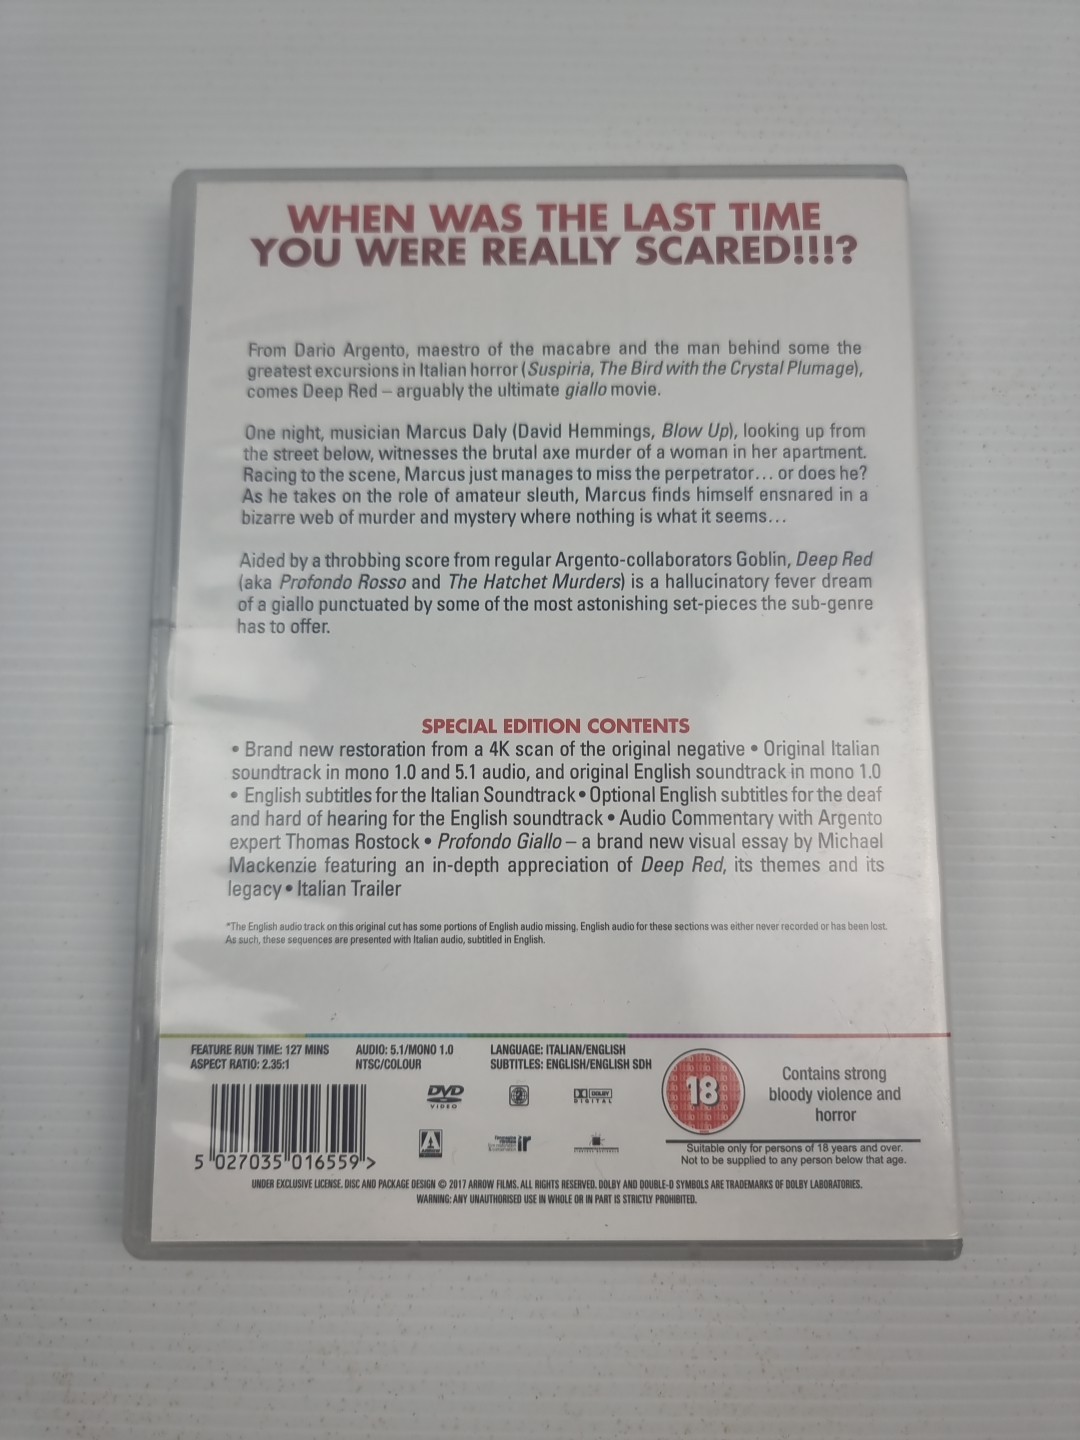 WHEN WAS THE LAST TIME
YOU WERE REALLY SCARED!!!?
From Dario Argento, maestro of the macabre and the man behind some the
greatest excursions in Italian horror (Suspiria, The Bird with the Crystal Plumage),
comes Deep Red – arguably the ultimate giallo movie.
One night, musician Marcus Daly (David Hemmings, Blow Up), looking up from
the street below, witnesses the brutal axe murder of a woman in her apartment.
Racing to the scene, Marcus just manages to miss the perpetrator… or does he?
As he takes on the role of amateur sleuth, Marcus finds himself ensnared in a
bizarre web of murder and mystery where nothing is what it seems…
Aided by a throbbing score from regular Argento-collaborators Goblin, Deep Red
(aka Profondo Rosso and The Hatchet Murders) is a hallucinatory fever dream
of a giallo punctuated by some of the most astonishing set-pieces the sub-genre
has to offer.
SPECIAL EDITION CONTENTS
• Brand new restoration from a 4K scan of the original negative • Original Italian
soundtrack in mono 1.0 and 5.1 audio, and original English soundtrack in mono 1.0
• English subtitles for the Italian Soundtrack • Optional English subtitles for the deaf
and hard of hearing for the English soundtrack • Audio Commentary with Argento
expert Thomas Rostock • Profondo Giallo – a brand new visual essay by Michael
Mackenzie featuring an in-depth appreciation of Deep Red, its themes and its
legacy • Italian Trailer
*The English audio track on this original cut has some portions of English audio missing. English audio for these sections was either never recorded or has been lost.
As such, these sequences are presented with Italian audio, subtitled in English.
FEATURE RUN TIME: 127 MINS
ASPECT RATIO: 2.35:1
AUDIO: 5.1/MONO 1.0
NTSC/COLOUR
LANGUAGE: ITALIAN/ENGLISH
SUBTITLES: ENGLISH/ENGLISH SDH
DVD
VIDEO
2
DOLBY
DIGITAL
18
Contains strong
bloody violence and
horror
ARROW
ir
Suitable only for persons of 18 years and over.
Not to be supplied to any person below that age.
5 027035 016559 >
UNDER EXCLUSIVE LICENSE. DISC AND PACKAGE DESIGN © 2017 ARROW FILMS. ALL RIGHTS RESERVED. DOLBY AND DOUBLE-D SYMBOLS ARE TRADEMARKS OF DOLBY LABORATORIES.
WARNING: ANY UNAUTHORISED USE IN WHOLE OR IN PART IS STRICTLY PROHIBITED.